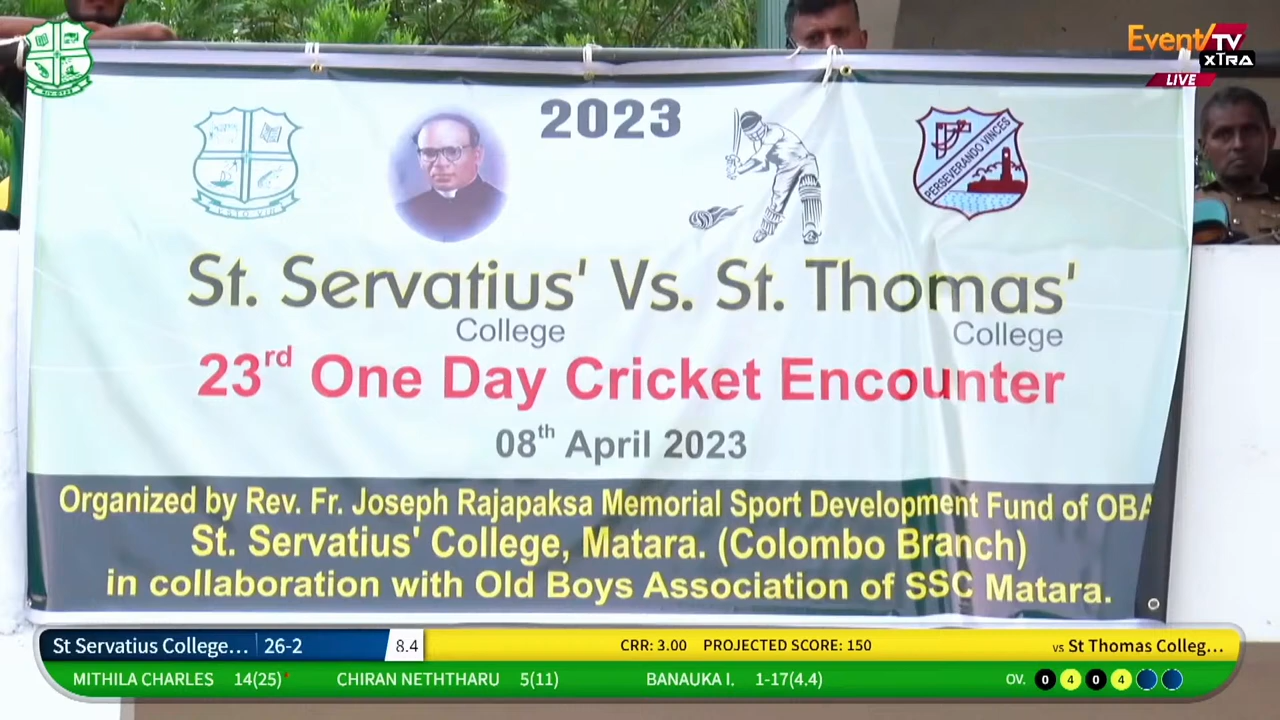 Event/TV
XTRA
LIVE
2023
PERSEVERANDO VINCES
St. Servatius' Vs. St. Thomas'
College College
23rd One Day Cricket Encounter
08th April 2023
Organized by Rev. Fr. Joseph Rajapaksa Memorial Sport Development Fund of OBA
St. Servatius' College, Matara. (Colombo Branch)
in collaboration with Old Boys Association of SSC Matara.
St Servatius College... 26-2 8.4 CRR: 3.00 PROJECTED SCORE: 150 vs St Thomas Colleg...
MITHILA CHARLES 14(25)* CHIRAN NETHTHARU 5(11) BANAUKA I. 1-17(4.4) OV. 0 4 0 4